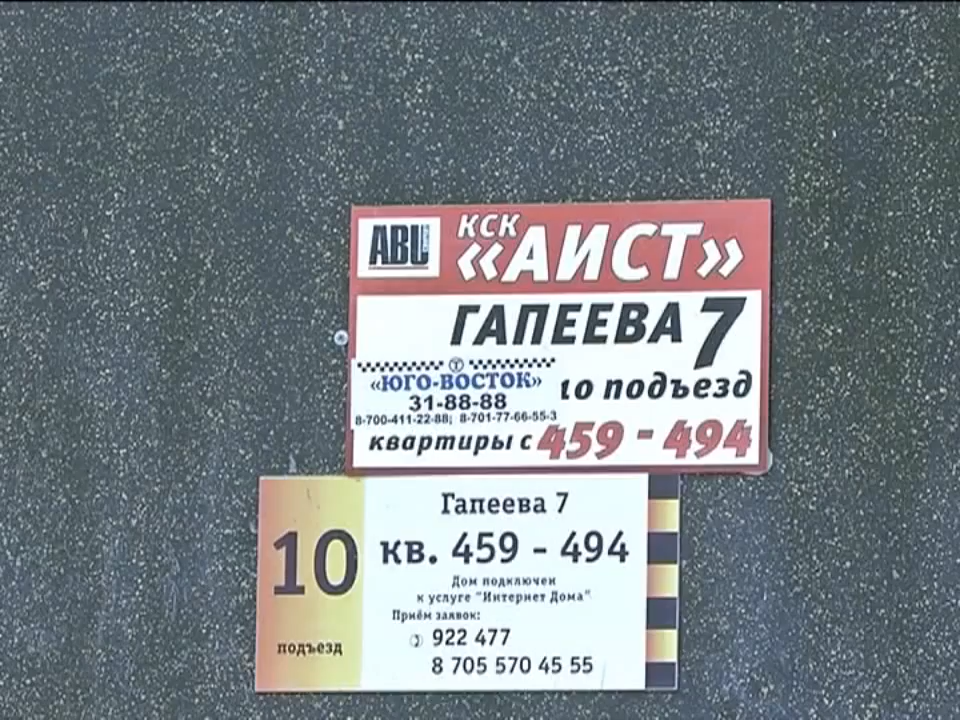 ABU
КСК
«АИСТ»
ГАПЕЕВА 7
«ЮГО-ВОСТОК»
31-88-88
8-700-411-22-88; 8-701-77-66-55-3
10 подъезд
квартиры с 459 - 494
10
подъезд
Гапеева 7
кв. 459 - 494
Дом подключен
к услуге "Интернет Дома"
Приём заявок:
922 477
8 705 570 45 55